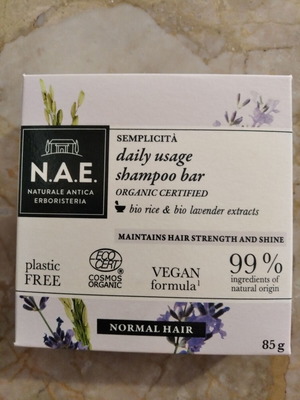 SEMPLICITÀ
daily usage
shampoo bar
ORGANIC CERTIFIED
bio rice & bio lavender extracts
N.A.E.
NATURALE ANTICA
ERBORISTERIA
MAINTAINS HAIR STRENGTH AND SHINE
plastic
FREE
ECO
CERT
COSMOS
ORGANIC
VEGAN
formula¹
99%
ingredients of
natural origin
NORMAL HAIR
85g